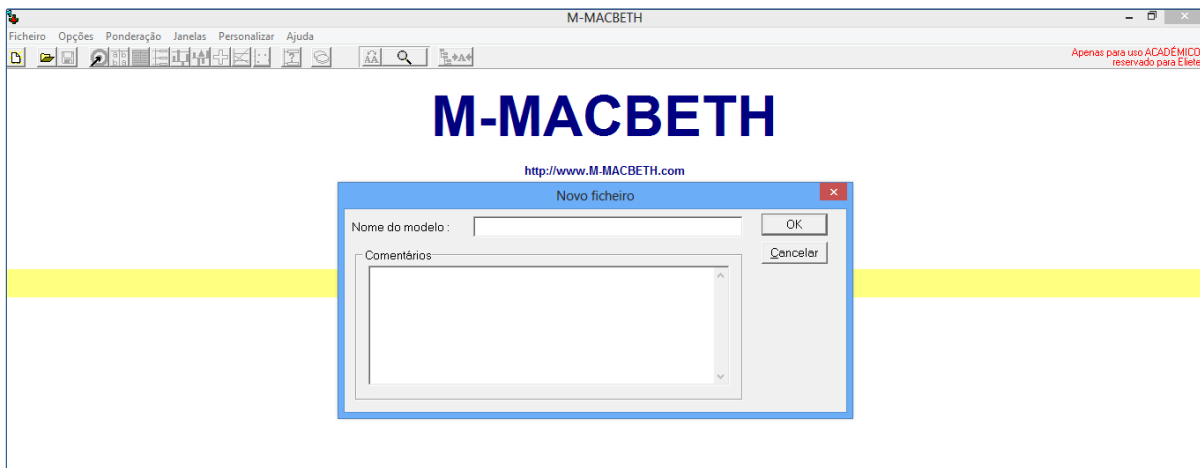 M-MACBETH
Ficheiro Opções Ponderação Janelas Personalizar Ajuda
Apenas para uso ACADÉMICO
reservado para Eliete
M-MACBETH
http://www.M-MACBETH.com
Novo ficheiro
Nome do modelo :
OK
Comentários
Cancelar